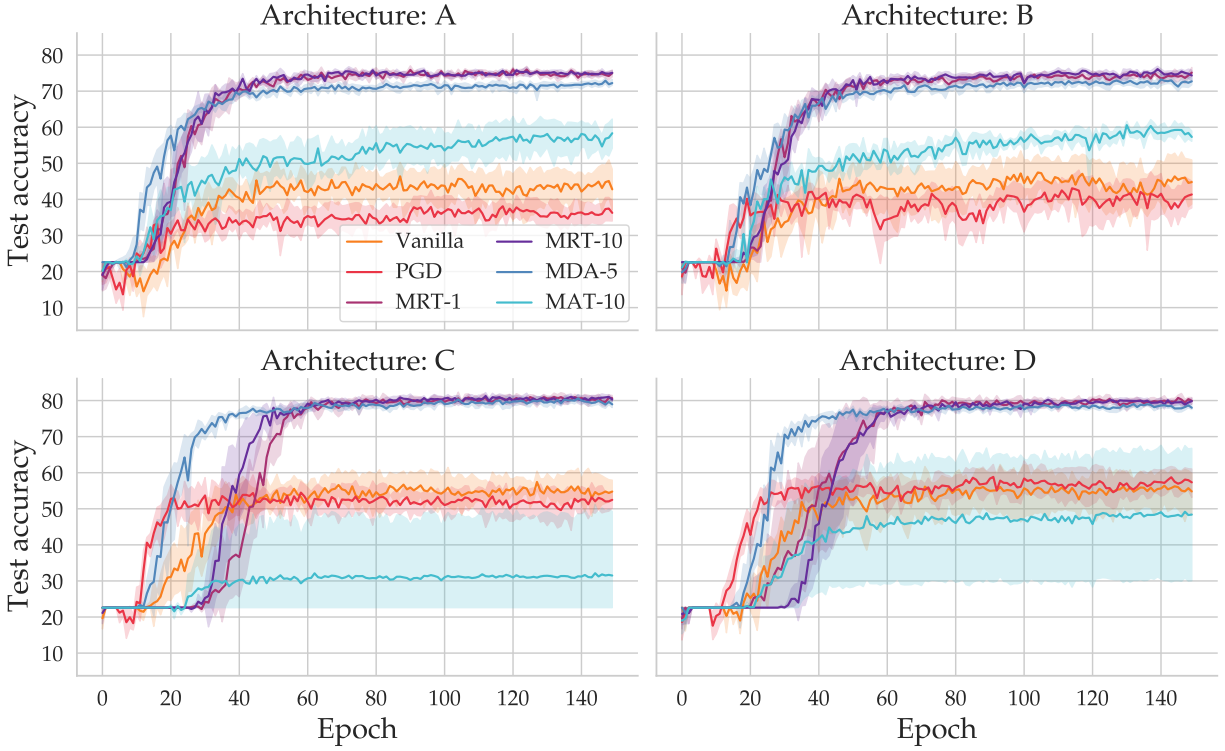 Architecture: A
Architecture: B
Test accuracy
80
70
60
50
40
30
20
10
Vanilla
PGD
MRT-1
MRT-10
MDA-5
MAT-10
Architecture: C
Architecture: D
Test accuracy
80
70
60
50
40
30
20
10
0 20 40 60 80 100 120 140
0 20 40 60 80 100 120 140
Epoch
Epoch